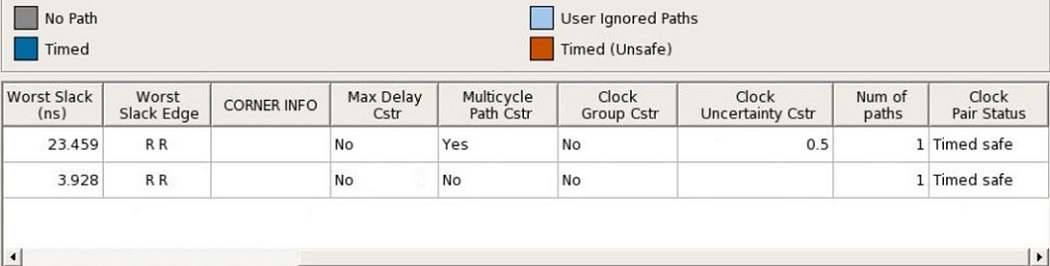 No Path
User Ignored Paths
Timed
Timed (Unsafe)
Worst Slack (ns) Worst Slack Edge CORNER INFO Max Delay Cstr Multicycle Path Cstr Clock Group Cstr Clock Uncertainty Cstr Num of paths Clock Pair Status
23.459 R R No Yes No 0.5 1 Timed safe
3.928 R R No No No 1 Timed safe